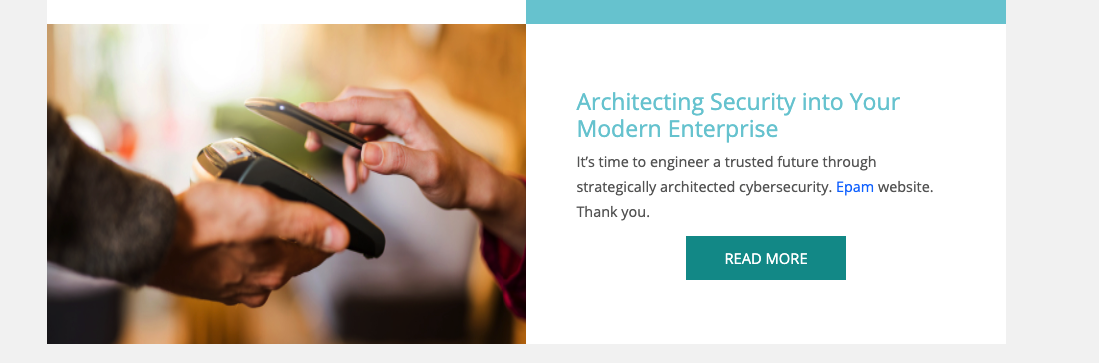 Architecting Security into Your
Modern Enterprise
It’s time to engineer a trusted future through
strategically architected cybersecurity. Epam website.
Thank you.
READ MORE